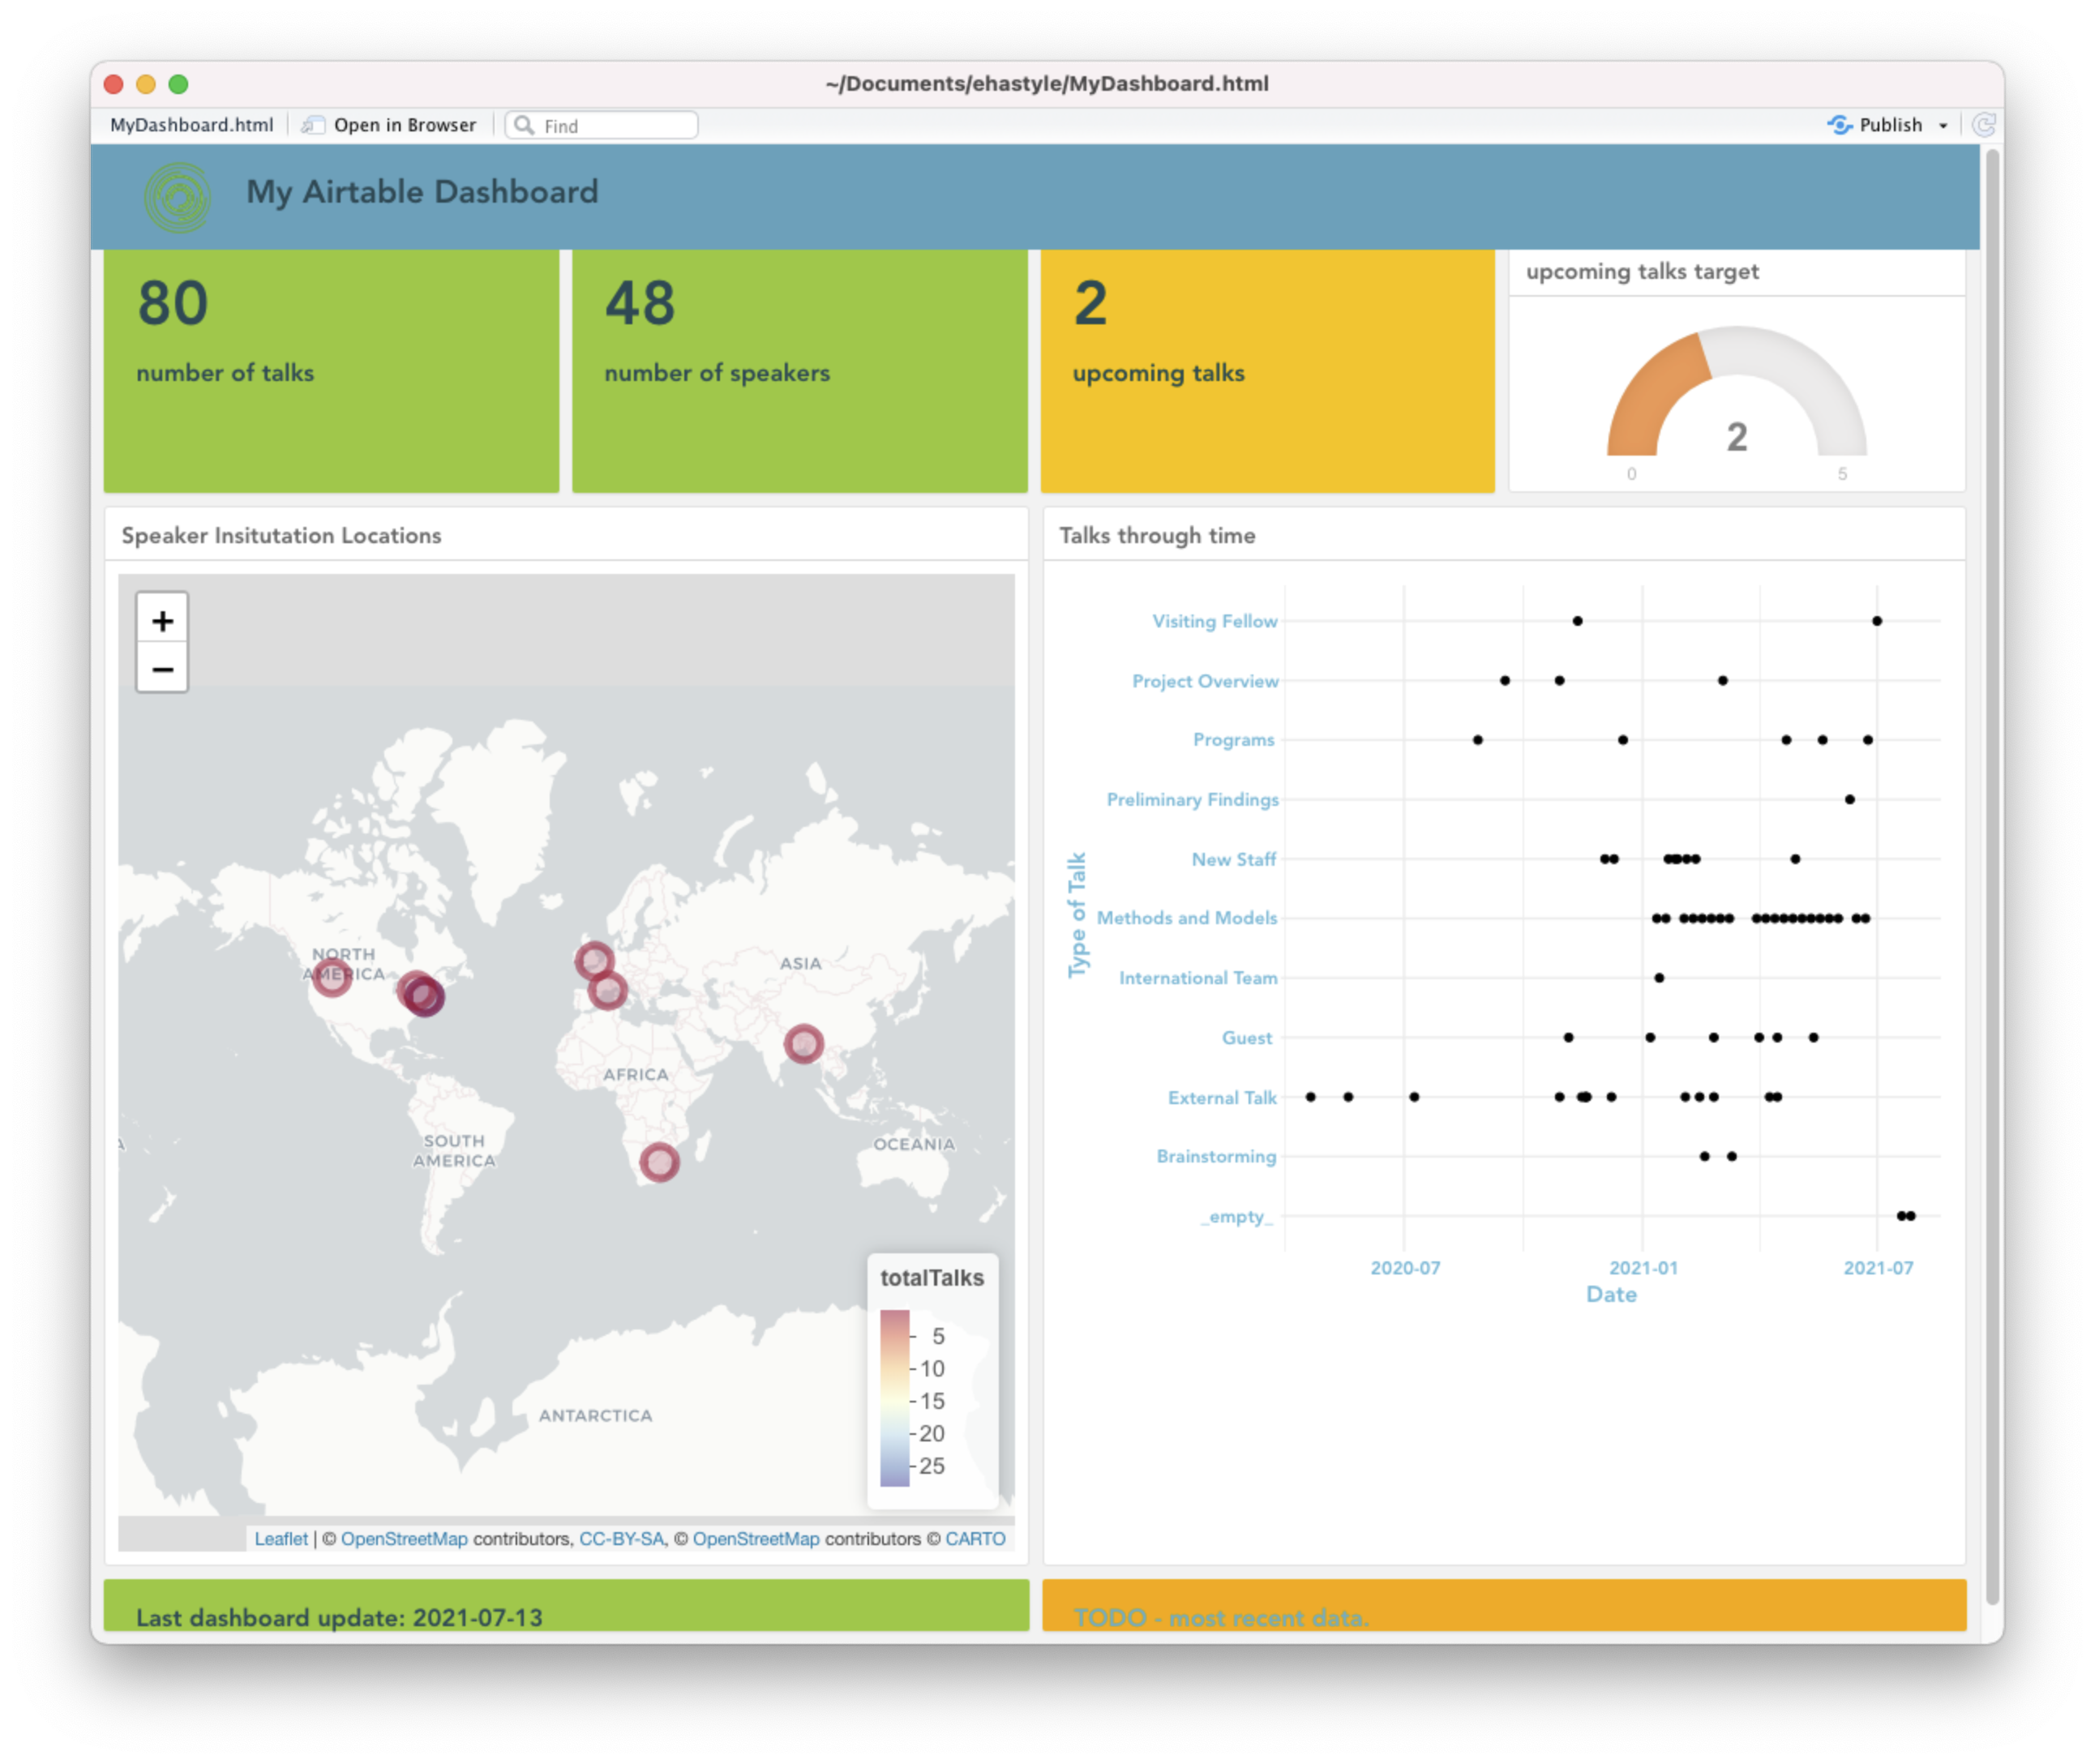 ~/Documents/ehastyle/MyDashboard.html
MyDashboard.html
Open in Browser
Find
Publish
My Airtable Dashboard
80
number of talks
48
number of speakers
2
upcoming talks
upcoming talks target
2
0
5
Speaker Insitutation Locations
+
−
NORTH
AMERICA
ASIA
AFRICA
SOUTH
AMERICA
OCEANIA
ANTARCTICA
totalTalks
5
10
15
20
25
Leaflet | © OpenStreetMap contributors, CC-BY-SA, © OpenStreetMap contributors © CARTO
Talks through time
Type of Talk
Visiting Fellow
Project Overview
Programs
Preliminary Findings
New Staff
Methods and Models
International Team
Guest
External Talk
Brainstorming
_empty_
2020-07
2021-01
2021-07
Date
Last dashboard update: 2021-07-13
TODO - most recent data.